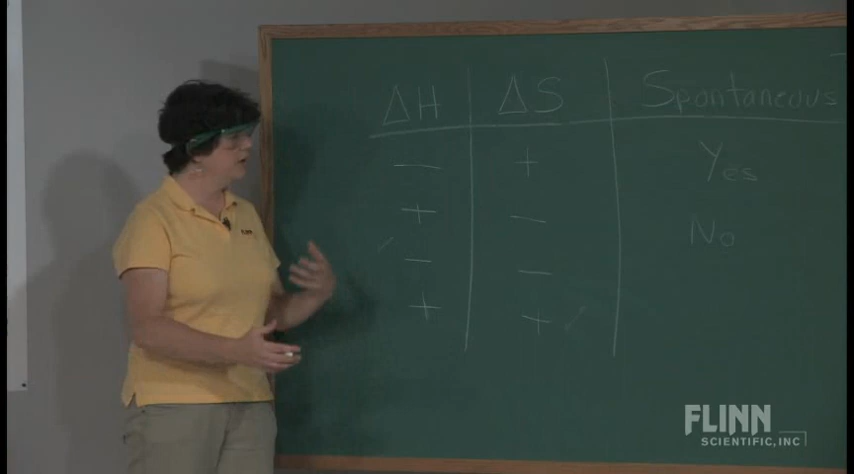 ΔH ΔS Spontaneous
− + Yes
+ − No
✓ − −
+ + ✓
FLINN
SCIENTIFIC, INC